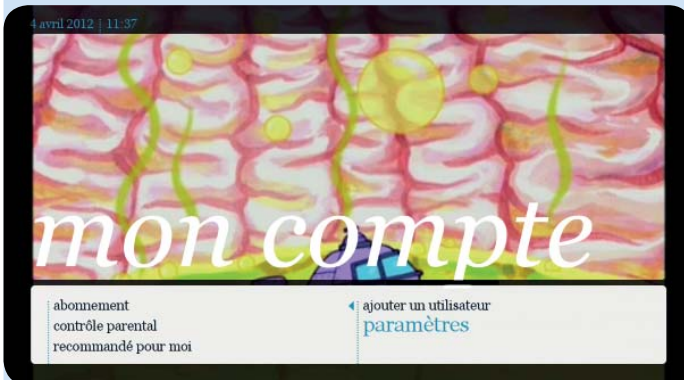 4 avril 2012 | 11:37
mon compte
abonnement
contrôle parental
recommandé pour moi
ajouter un utilisateur
paramètres